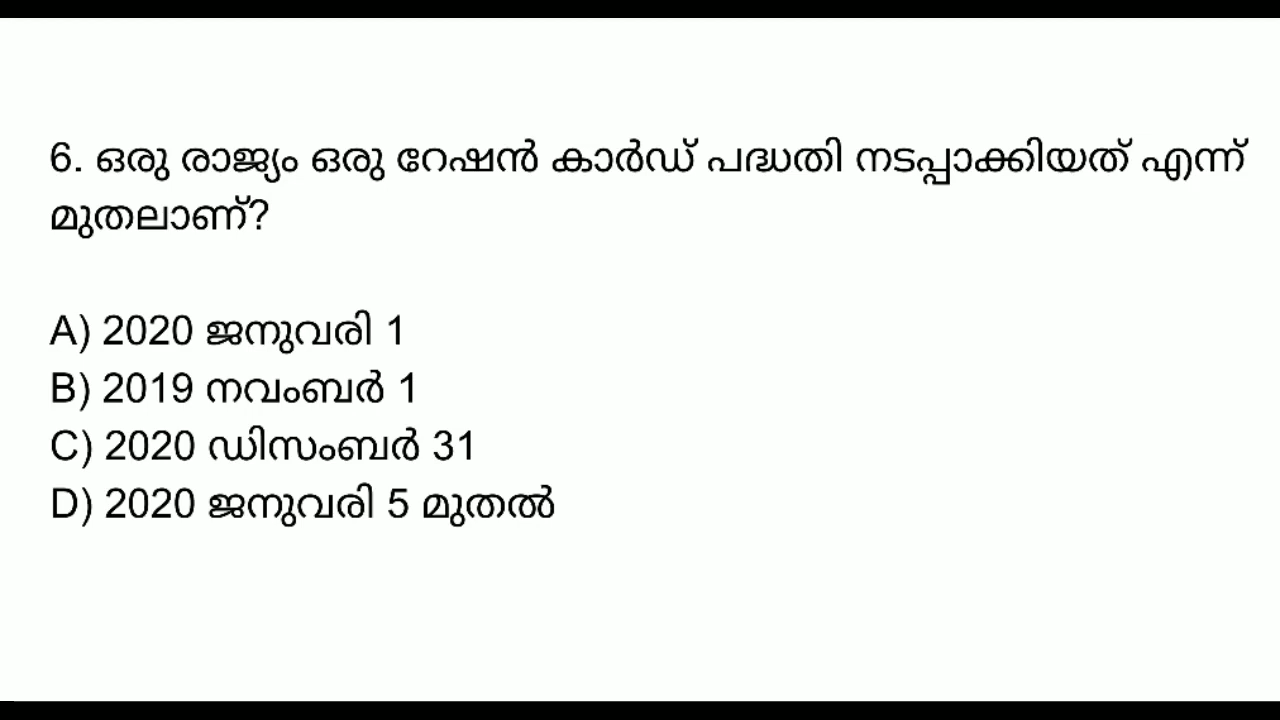 6. ഒരു രാജ്യം ഒരു റേഷൻ കാർഡ് പദ്ധതി നടപ്പാക്കിയത് എന്ന്
മുതലാണ്?
A) 2020 ജനുവരി 1
B) 2019 നവംബർ 1
C) 2020 ഡിസംബർ 31
D) 2020 ജനുവരി 5 മുതൽ